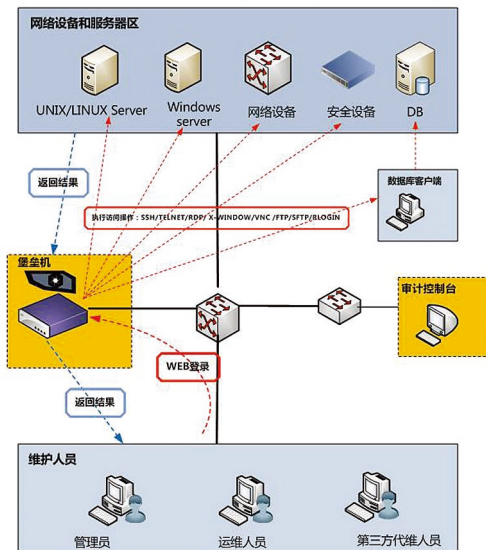 网络设备和服务器区
UNIX/LINUX Server
Windows
server
网络设备
安全设备
DB
返回结果
数据库客户端
执行访问操作：SSH/TELNET/RDP/ X-WINDOW/VNC /FTP/SFTP/RLOGIN
堡垒机
审计控制台
WEB登录
返回结果
维护人员
管理员
运维人员
第三方代维人员